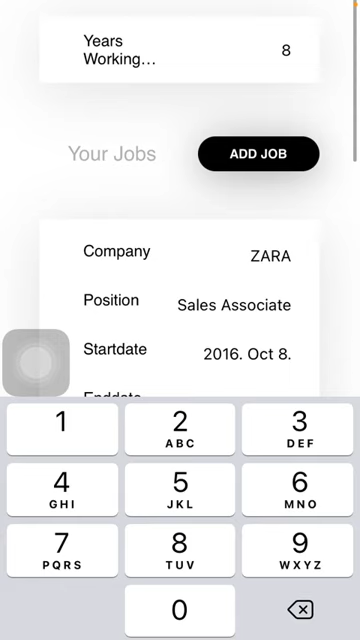 Years
Working... 8
Your Jobs ADD JOB
Company ZARA
Position Sales Associate
Startdate 2016. Oct 8.
Enddate
1 2 3
ABC DEF
4 5 6
GHI JKL MNO
7 8 9
PQRS TUV WXYZ
0